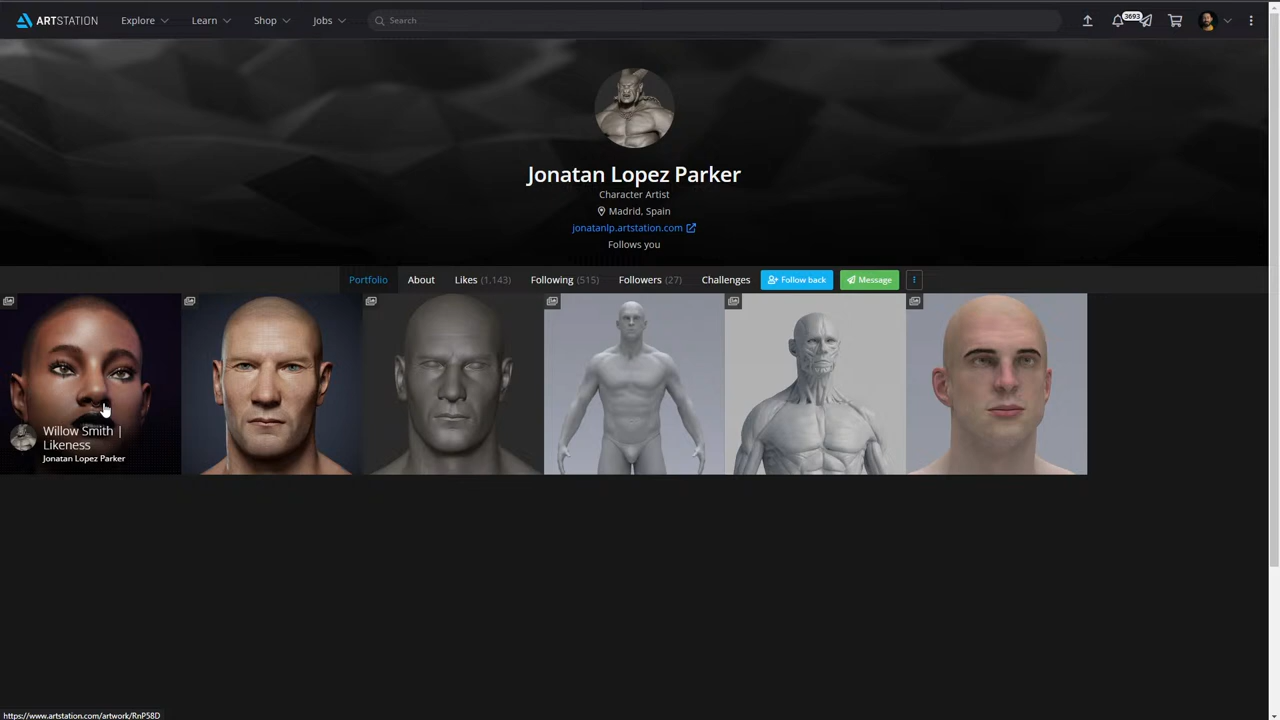 ARTSTATION Explore Learn Shop Jobs Search 3693
Jonatan Lopez Parker
Character Artist
Madrid, Spain
jonatanlp.artstation.com
Follows you
Portfolio About Likes (1,143) Following (515) Followers (27) Challenges Follow back Message
Willow Smith |
Likeness
Jonatan Lopez Parker
https://www.artstation.com/artwork/RnP58D